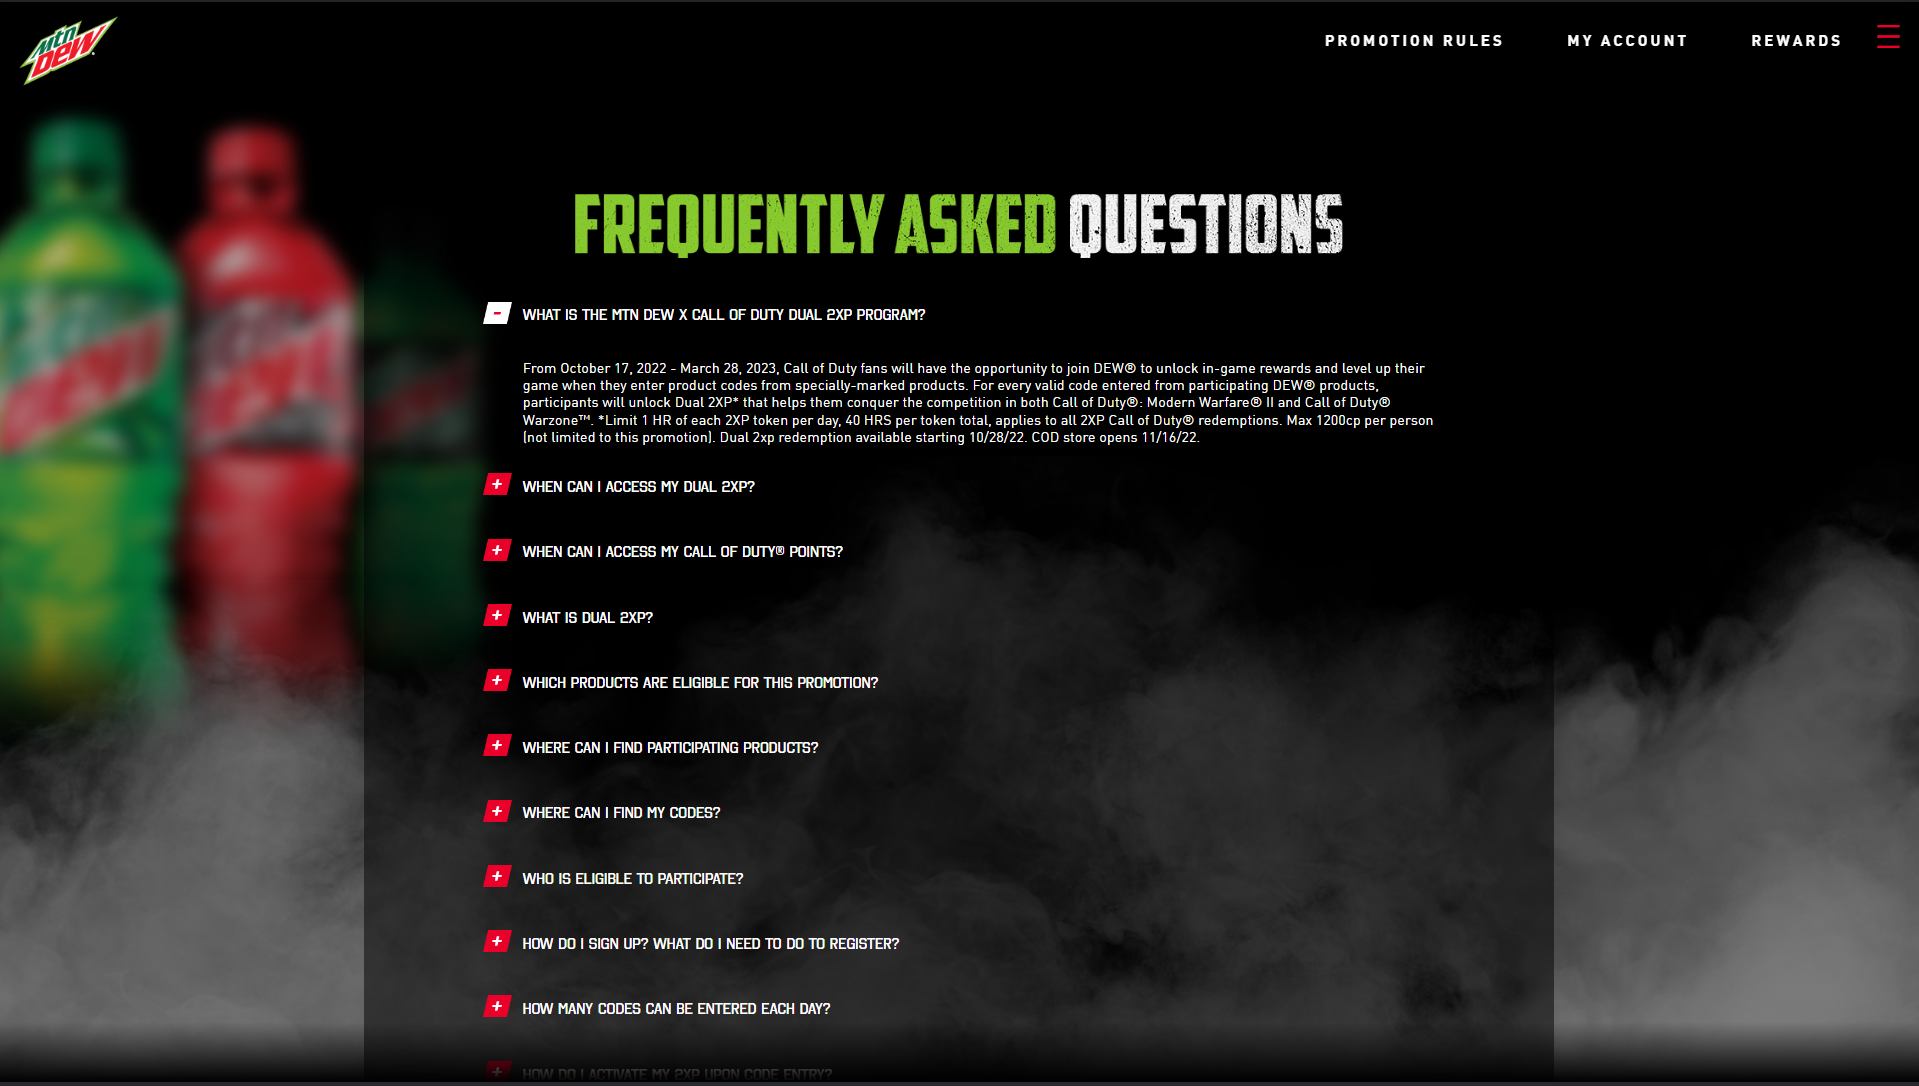 mtn
DEW
PROMOTION RULES
MY ACCOUNT
REWARDS
FREQUENTLY ASKED QUESTIONS
- WHAT IS THE MTN DEW X CALL OF DUTY DUAL 2XP PROGRAM?
From October 17, 2022 - March 28, 2023, Call of Duty fans will have the opportunity to join DEW® to unlock in-game rewards and level up their
game when they enter product codes from specially-marked products. For every valid code entered from participating DEW® products,
participants will unlock Dual 2XP* that helps them conquer the competition in both Call of Duty®: Modern Warfare® II and Call of Duty®
Warzone™. *Limit 1 HR of each 2XP token per day, 40 HRS per token total, applies to all 2XP Call of Duty® redemptions. Max 1200cp per person
(not limited to this promotion). Dual 2xp redemption available starting 10/28/22. COD store opens 11/16/22.
+ WHEN CAN I ACCESS MY DUAL 2XP?
+ WHEN CAN I ACCESS MY CALL OF DUTY® POINTS?
+ WHAT IS DUAL 2XP?
+ WHICH PRODUCTS ARE ELIGIBLE FOR THIS PROMOTION?
+ WHERE CAN I FIND PARTICIPATING PRODUCTS?
+ WHERE CAN I FIND MY CODES?
+ WHO IS ELIGIBLE TO PARTICIPATE?
+ HOW DO I SIGN UP? WHAT DO I NEED TO DO TO REGISTER?
+ HOW MANY CODES CAN BE ENTERED EACH DAY?
+ HOW DO I ACTIVATE MY 2XP UPON CODE ENTRY?